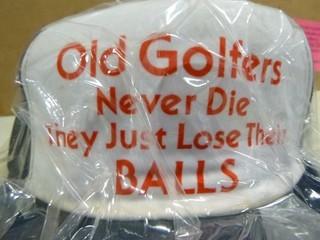 Old Golfers
Never Die
They Just Lose Their
BALLS